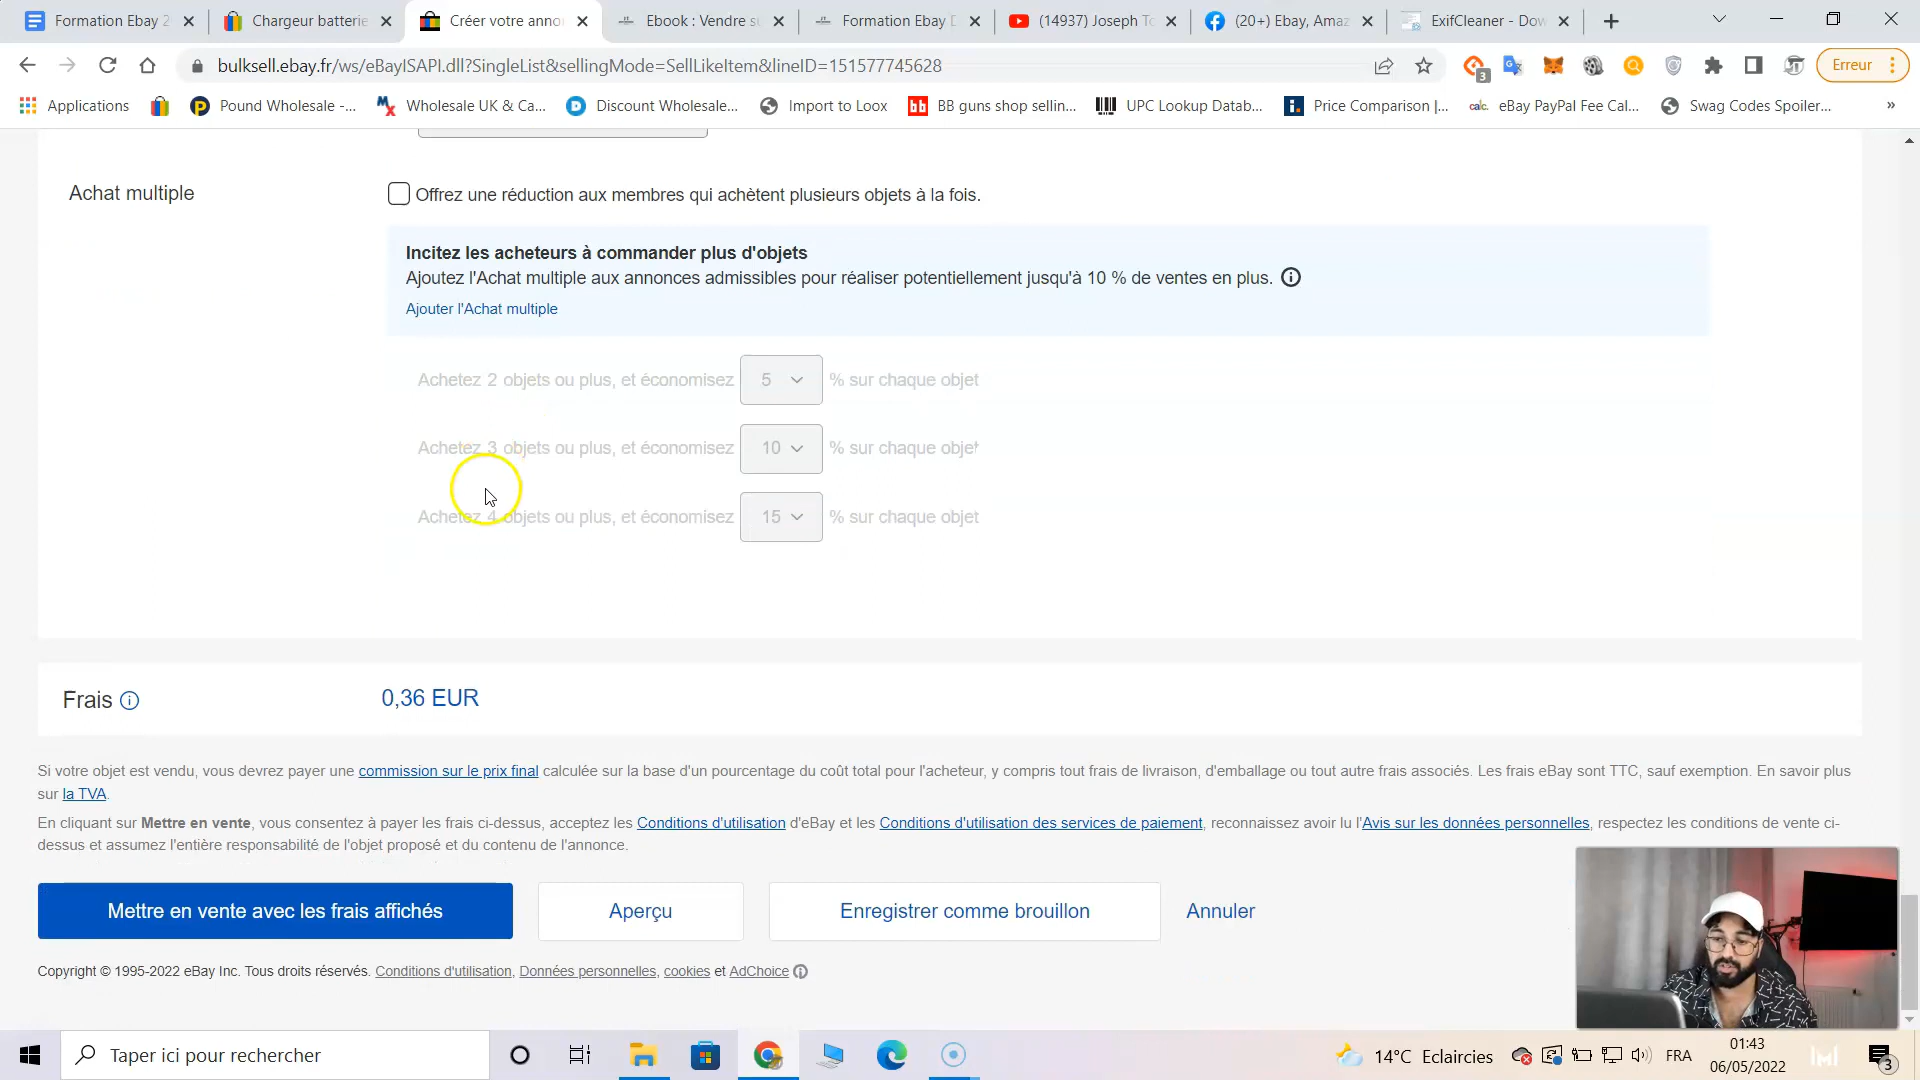 Formation Ebay 2
Chargeur batterie
Créer votre anno
Ebook : Vendre s
Formation Ebay D
(14937) Joseph To
(20+) Ebay, Amaz
ExifCleaner - Dow
bulksell.ebay.fr/ws/eBayISAPI.dll?SingleList&sellingMode=SellLikeItem&lineID=151577745628
3
Erreur
Applications
Pound Wholesale -...
Wholesale UK & Ca...
Discount Wholesale...
Import to Loox
BB guns shop sellin...
UPC Lookup Datab...
Price Comparison |...
calc.
eBay PayPal Fee Cal...
Swag Codes Spoiler...
»
Achat multiple
Offrez une réduction aux membres qui achètent plusieurs objets à la fois.
Incitez les acheteurs à commander plus d'objets
Ajoutez l'Achat multiple aux annonces admissibles pour réaliser potentiellement jusqu'à 10 % de ventes en plus.
Ajouter l'Achat multiple
Achetez 2 objets ou plus, et économisez 5 % sur chaque objet
Achetez 3 objets ou plus, et économisez 10 % sur chaque objet
Achetez 4 objets ou plus, et économisez 15 % sur chaque objet
Frais 0,36 EUR
Si votre objet est vendu, vous devrez payer une commission sur le prix final calculée sur la base d'un pourcentage du coût total pour l'acheteur, y compris tout frais de livraison, d'emballage ou tout autre frais associés. Les frais eBay sont TTC, sauf exemption. En savoir plus
sur la TVA.
En cliquant sur Mettre en vente, vous consentez à payer les frais ci-dessus, acceptez les Conditions d'utilisation d'eBay et les Conditions d'utilisation des services de paiement, reconnaissez avoir lu l'Avis sur les données personnelles, respectez les conditions de vente ci-
dessus et assumez l'entière responsabilité de l'objet proposé et du contenu de l'annonce.
Mettre en vente avec les frais affichés
Aperçu
Enregistrer comme brouillon
Annuler
Copyright © 1995-2022 eBay Inc. Tous droits réservés. Conditions d'utilisation, Données personnelles, cookies et AdChoice
Taper ici pour rechercher
14°C Eclaircies
FRA
01:43
06/05/2022
3